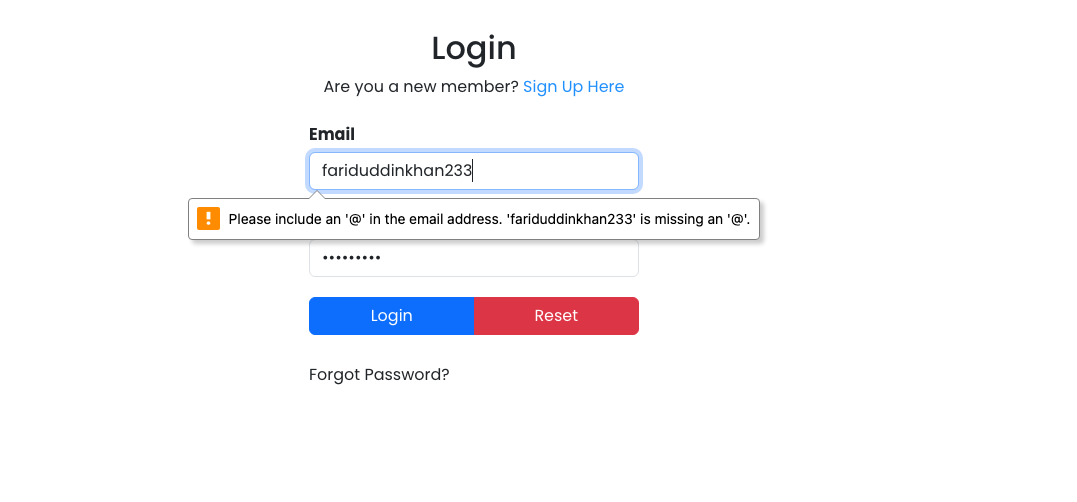 Login
Are you a new member? Sign Up Here
Email
fariduddinkhan233
! Please include an '@' in the email address. 'fariduddinkhan233' is missing an '@'.
•••••••••
Login Reset
Forgot Password?